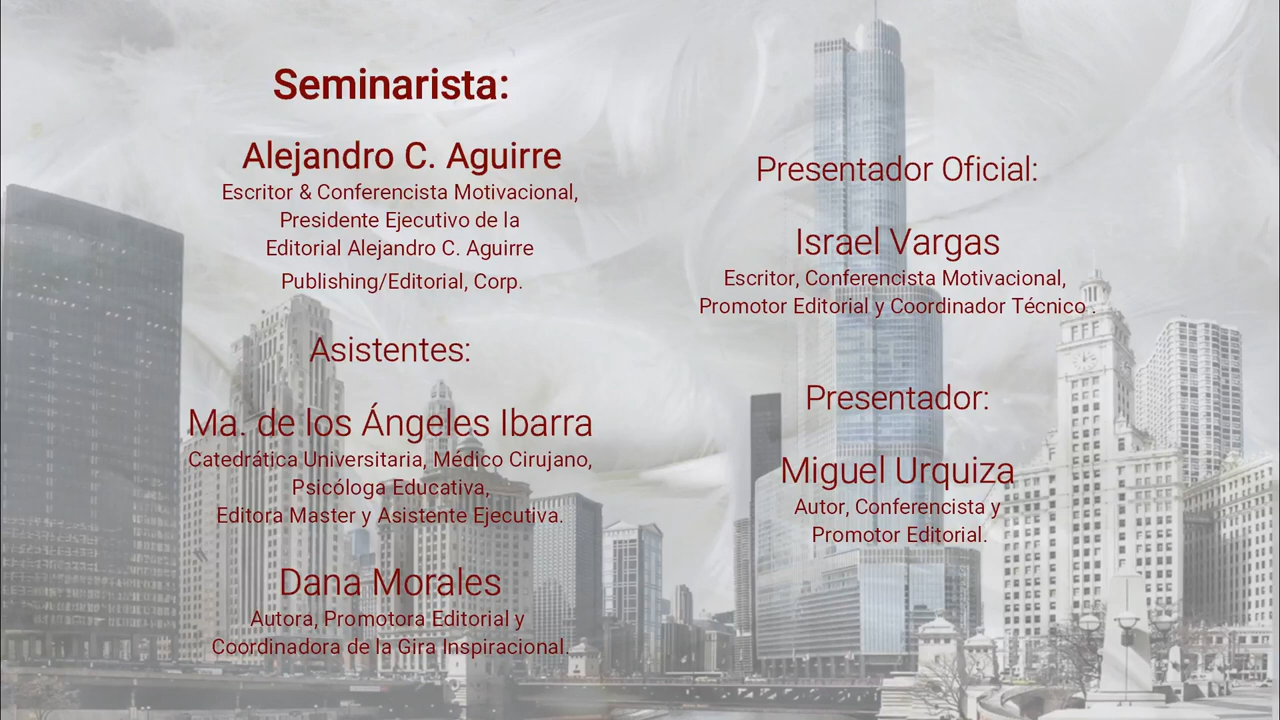 Seminarista:
Alejandro C. Aguirre
Escritor & Conferencista Motivacional,
Presidente Ejecutivo de la
Editorial Alejandro C. Aguirre
Publishing/Editorial, Corp.
Asistentes:
Ma. de los Ángeles Ibarra
Catedrática Universitaria, Médico Cirujano,
Psicóloga Educativa,
Editora Master y Asistente Ejecutiva.
Dana Morales
Autora, Promotora Editorial y
Coordinadora de la Gira Inspiracional.
Presentador Oficial:
Israel Vargas
Escritor, Conferencista Motivacional,
Promotor Editorial y Coordinador Técnico .
Presentador:
Miguel Urquiza
Autor, Conferencista y
Promotor Editorial.